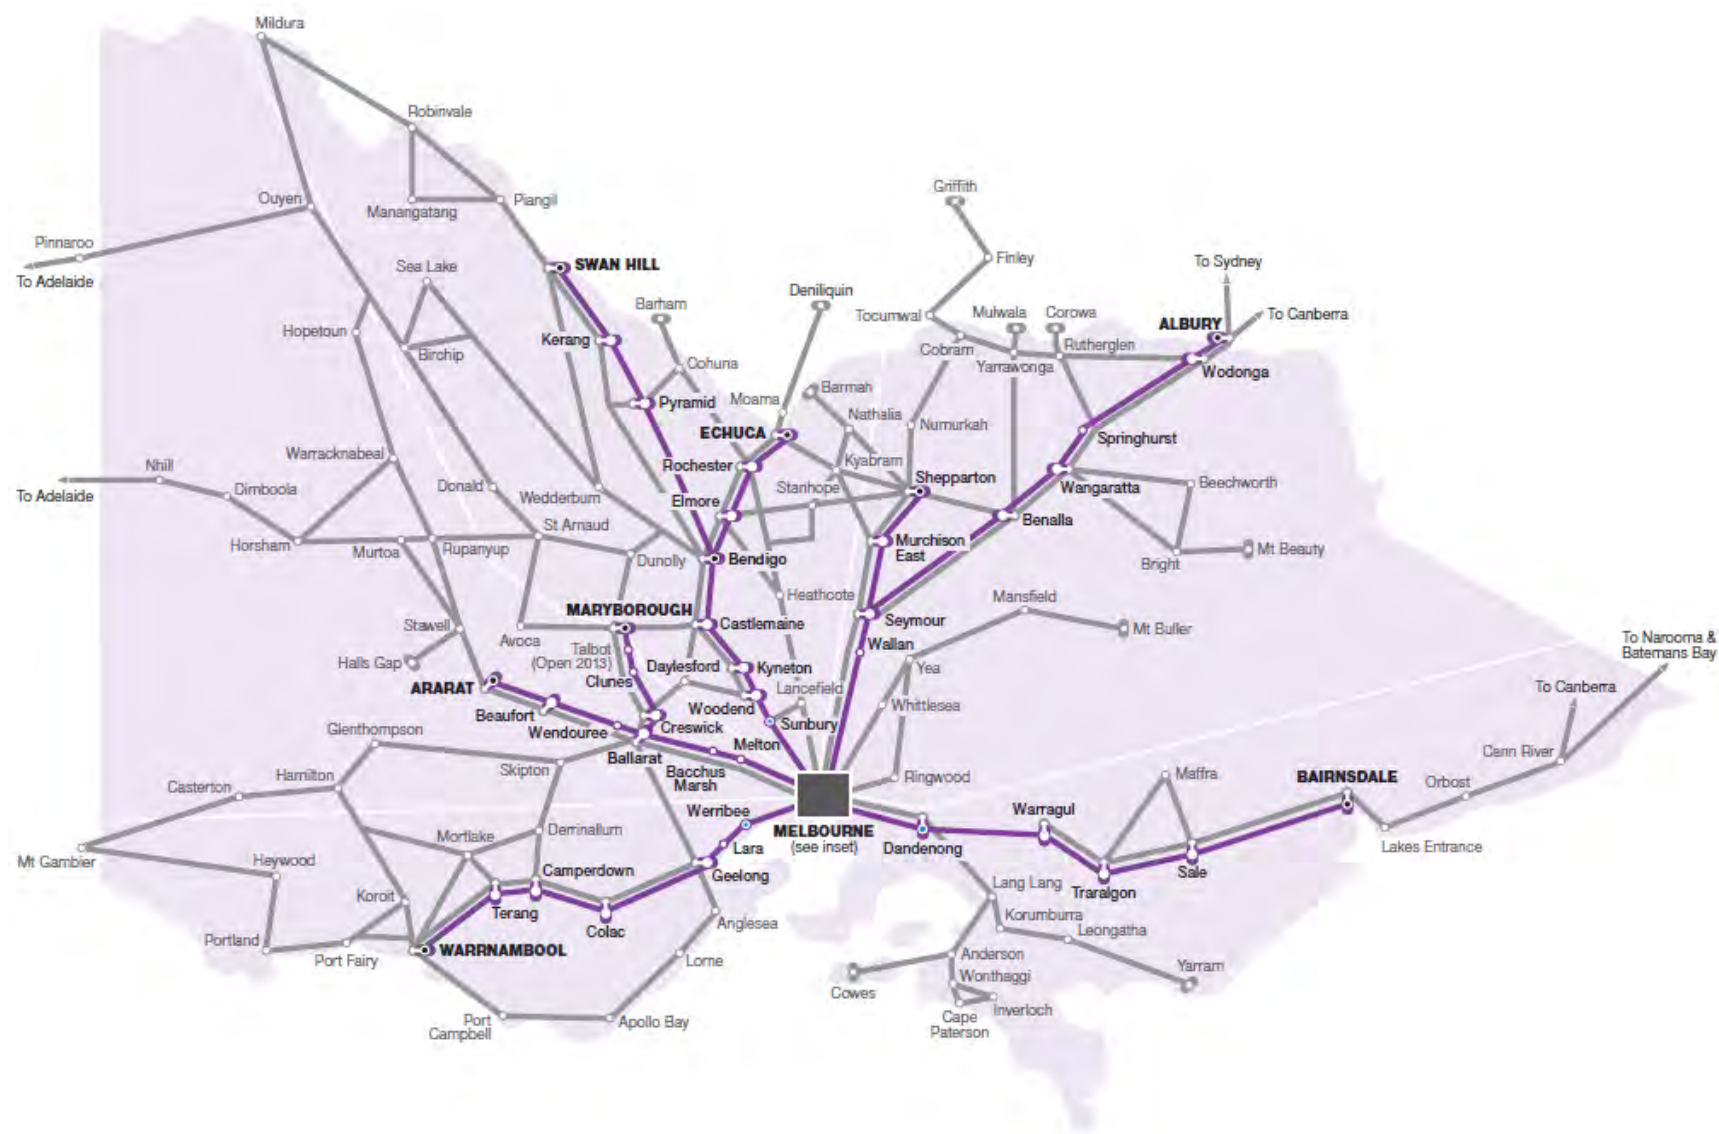 Mildura
Robinvale
Ouyen
Manangatang
Piangil
Griffith
Pinnaroo
To Adelaide
Sea Lake
SWAN HILL
Finley
To Sydney
Barham
Deniliquin
Tocumwal
Mulwala
Corowa
ALBURY
To Canberra
Hopetoun
Birchip
Kerang
Cohuna
Cobram
Yarrawonga
Rutherglen
Wodonga
Pyramid
Moama
Barmah
Nathalia
Numurkah
ECHUCA
Springhurst
Warracknabeal
Rochester
Kyabram
Nhill
To Adelaide
Dimboola
Donald
Wedderburn
Elmore
Stanhope
Shepparton
Wangaratta
Beechworth
St Arnaud
Benalla
Horsham
Murtoa
Rupanyup
Dunolly
Bendigo
Murchison
East
Bright
Mt Beauty
Heathcote
MARYBOROUGH
Mansfield
Stawell
Avoca
Castlemaine
Seymour
Mt Buller
To Narooma &
Batemans Bay
Talbot
(Open 2013)
Wallan
Halls Gap
Clunes
Daylesford
Kyneton
Yea
ARARAT
Lancefield
To Canberra
Beaufort
Woodend
Whittlesea
Glenthompson
Wendouree
Creswick
Sunbury
Melton
Cann River
Ballarat
Bacchus
Marsh
Skipton
Hamilton
Casterton
Ringwood
Maffra
BAIRNSDALE
Orbost
Werribee
Warragul
Mortlake
Derrinallum
MELBOURNE
(see inset)
Lara
Dandenong
Lakes Entrance
Mt Gambier
Heywood
Camperdown
Geelong
Traralgon
Sale
Koroit
Terang
Colac
Anglesea
Lang Lang
Korumburra
Leongatha
Portland
Port Fairy
WARRNAMBOOL
Lorne
Anderson
Wonthaggi
Yarram
Cowes
Inverloch
Cape
Paterson
Port
Campbell
Apollo Bay